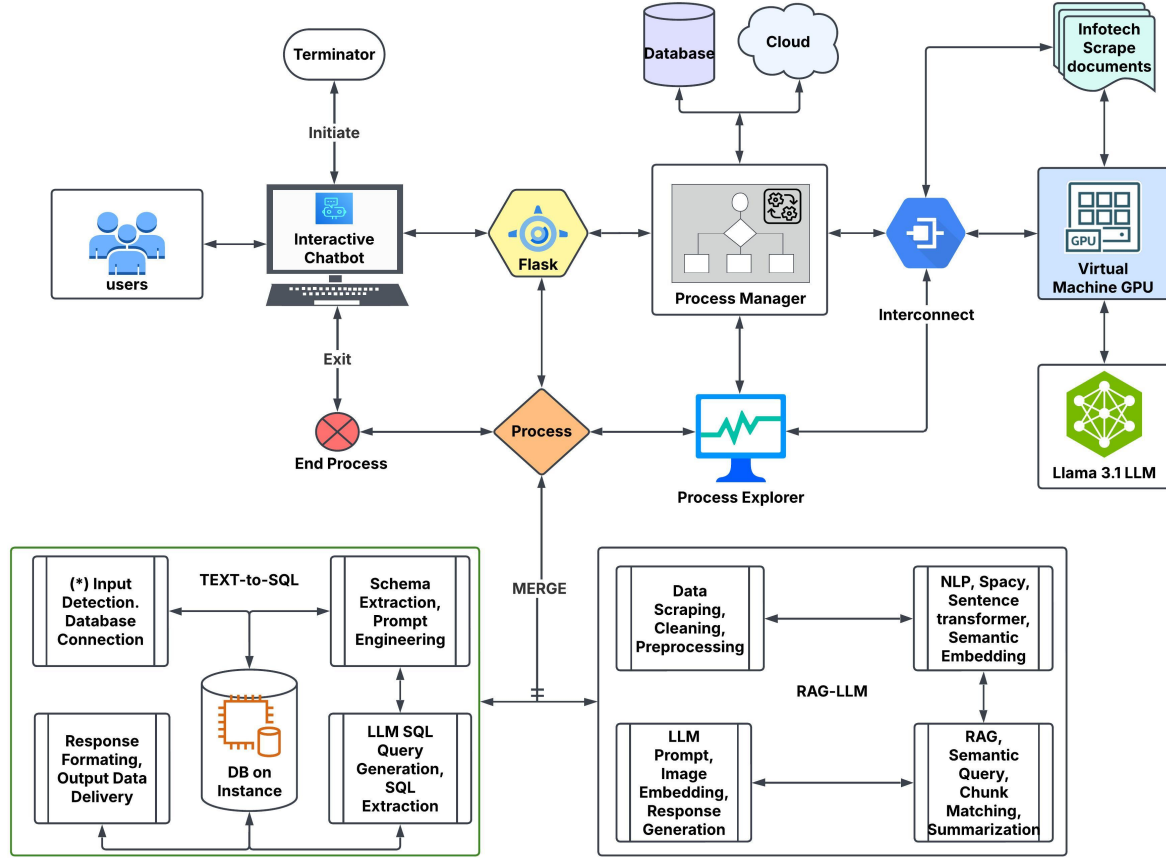 Terminator
Database
Cloud
Infotech
Scrape
documents
Initiate
users
Interactive
Chatbot
Flask
Process Manager
GPU
Virtual
Machine GPU
Interconnect
Exit
End Process
Process
Process Explorer
Llama 3.1 LLM
MERGE
TEXT-to-SQL
(*) Input
Detection.
Database
Connection
Schema
Extraction,
Prompt
Engineering
Response
Formating,
Output Data
Delivery
DB on
Instance
LLM SQL
Query
Generation,
SQL
Extraction
Data
Scraping,
Cleaning,
Preprocessing
NLP, Spacy,
Sentence
transformer,
Semantic
Embedding
RAG-LLM
LLM
Prompt,
Image
Embedding,
Response
Generation
RAG,
Semantic
Query,
Chunk
Matching,
Summarization